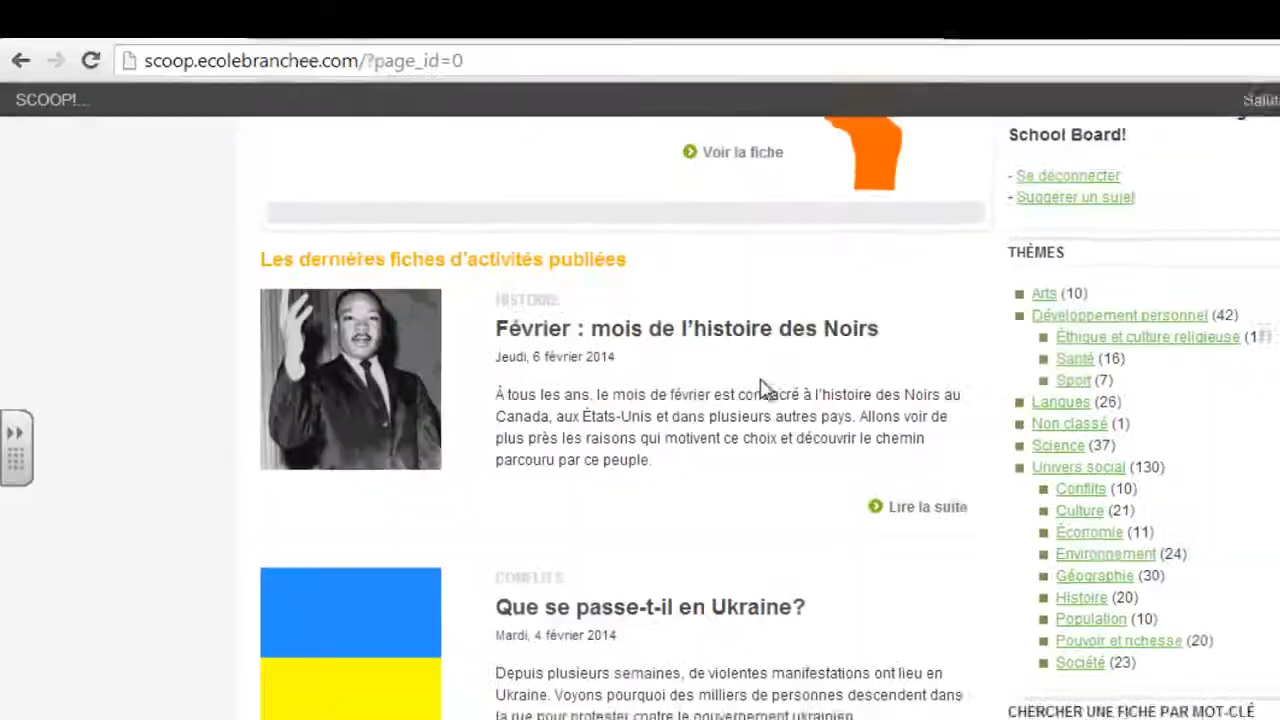 scoop.ecolebranchee.com/?page_id=0
SCOOP!...
Salut
Voir la fiche
School Board!
- Se déconnecter
- Suggérer un sujet
Les dernières fiches d'activités publiées
HISTOIRE
Février : mois de l'histoire des Noirs
Jeudi, 6 février 2014
À tous les ans, le mois de février est consacré à l'histoire des Noirs au
Canada, aux États-Unis et dans plusieurs autres pays. Allons voir de
plus près les raisons qui motivent ce choix et découvrir le chemin
parcouru par ce peuple.
Lire la suite
CONFLITS
Que se passe-t-il en Ukraine?
Mardi, 4 février 2014
Depuis plusieurs semaines, de violentes manifestations ont lieu en
Ukraine. Voyons pourquoi des milliers de personnes descendent dans
la rue pour protester contre le gouvernement ukrainien.
THÈMES
Arts (10)
Développement personnel (42)
Éthique et culture religieuse
Santé (16)
Sport (7)
Langues (26)
Non classé (1)
Science (37)
Univers social (130)
Conflits (10)
Culture (21)
Économie (11)
Environnement (24)
Géographie (30)
Histoire (20)
Population (10)
Pouvoir et richesse (20)
Société (23)
CHERCHER UNE FICHE PAR MOT-CLÉ